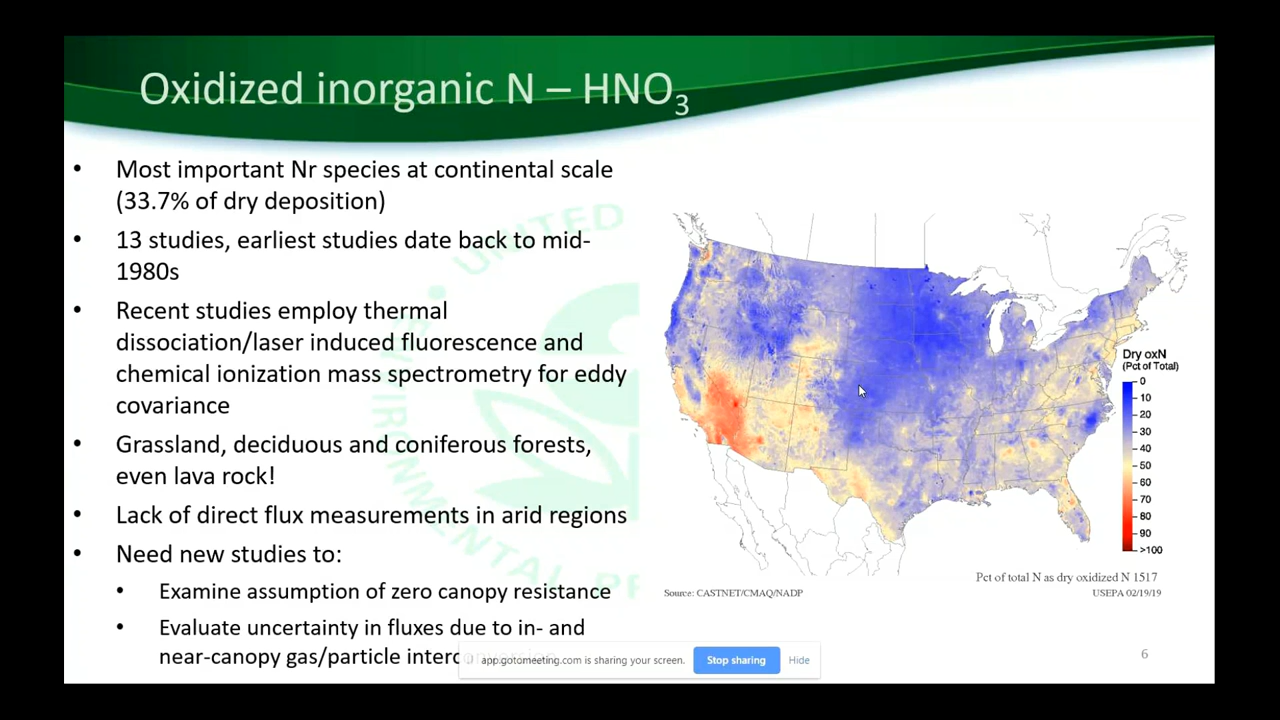 Oxidized inorganic N – HNO3
• Most important Nr species at continental scale
(33.7% of dry deposition)
• 13 studies, earliest studies date back to mid-
1980s
• Recent studies employ thermal
dissociation/laser induced fluorescence and
chemical ionization mass spectrometry for eddy
covariance
• Grassland, deciduous and coniferous forests,
even lava rock!
• Lack of direct flux measurements in arid regions
• Need new studies to:
• Examine assumption of zero canopy resistance
• Evaluate uncertainty in fluxes due to in- and
near-canopy gas/particle interc
UNITED
ENVIRONMENTAL PR
Dry oxN
(Pct of Total)
0
10
20
30
40
50
60
70
80
90
>100
Pct of total N as dry oxidized N 1517
Source: CASTNET/CMAQ/NADP
USEPA 02/19/19
app.gotomeeting.com is sharing your screen.
Stop sharing
Hide
6